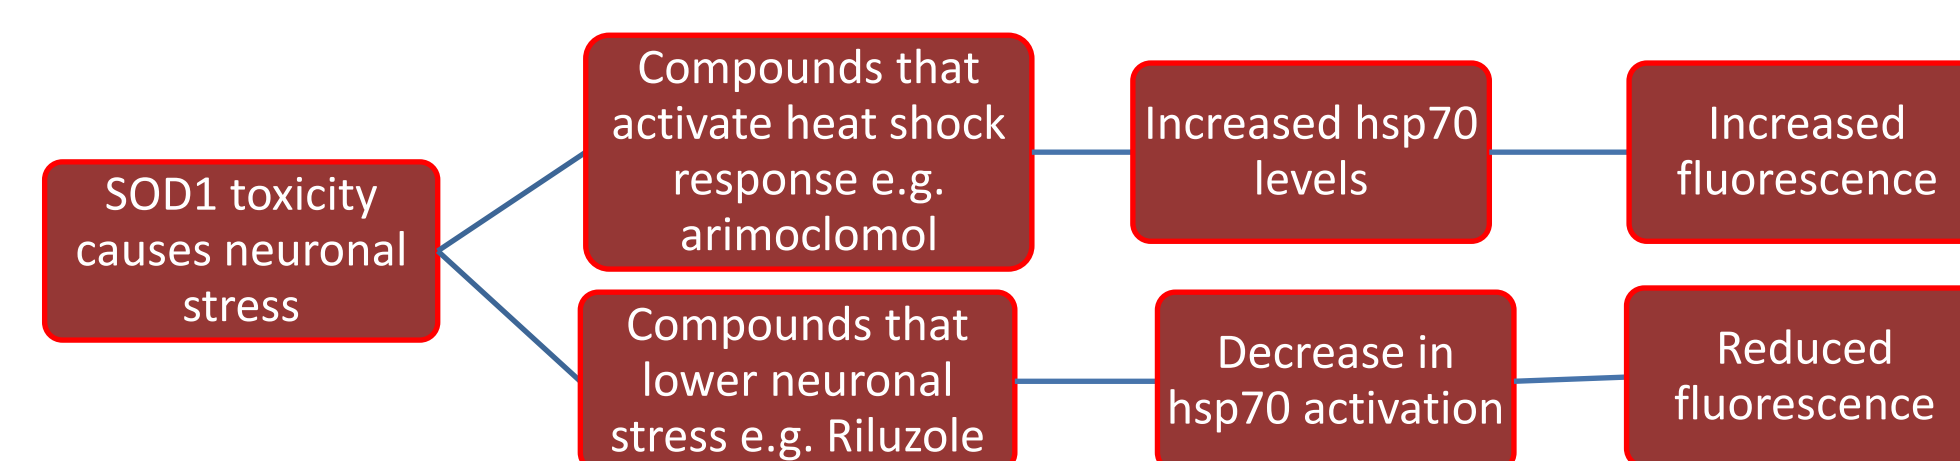 SOD1 toxicity
causes neuronal
stress
Compounds that
activate heat shock
response e.g.
arimoclomol
Increased hsp70
levels
Increased
fluorescence
Compounds that
lower neuronal
stress e.g. Riluzole
Decrease in
hsp70 activation
Reduced
fluorescence